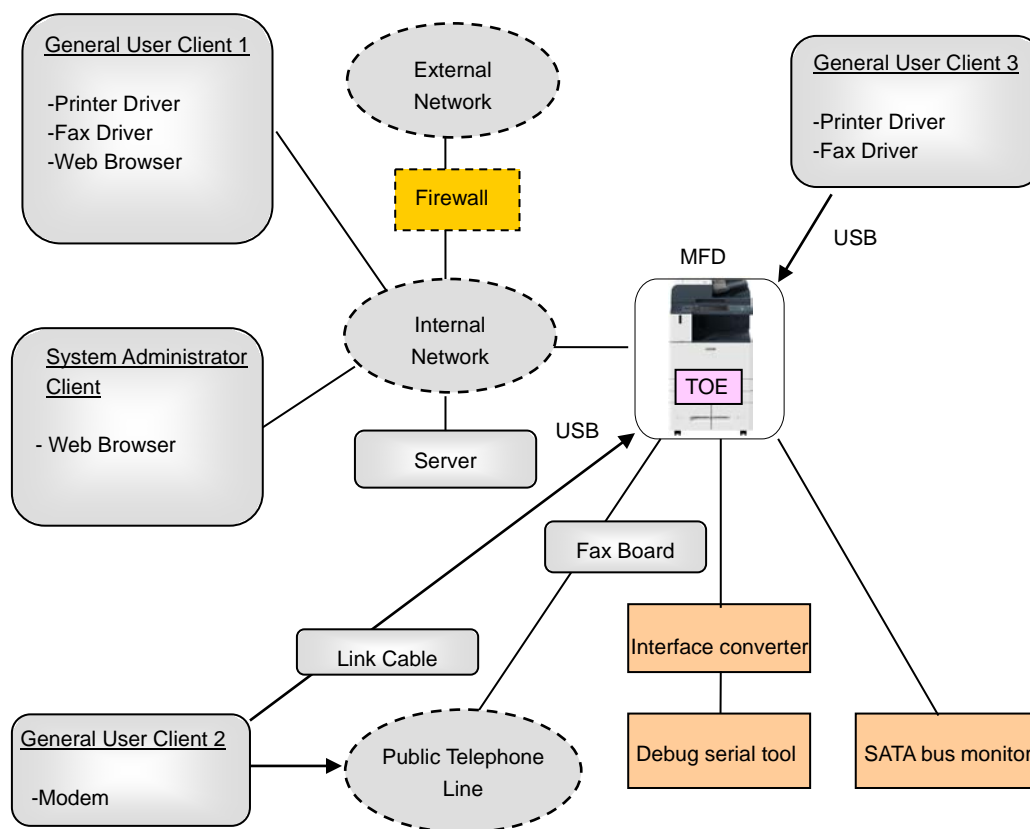 General User Client 1
-Printer Driver
-Fax Driver
-Web Browser
External
Network
General User Client 3
-Printer Driver
-Fax Driver
Firewall
USB
MFD
Internal
Network
TOE
System Administrator
Client
- Web Browser
USB
Server
Fax Board
Interface converter
Link Cable
General User Client 2
-Modem
Public Telephone
Line
Debug serial tool
SATA bus monitor